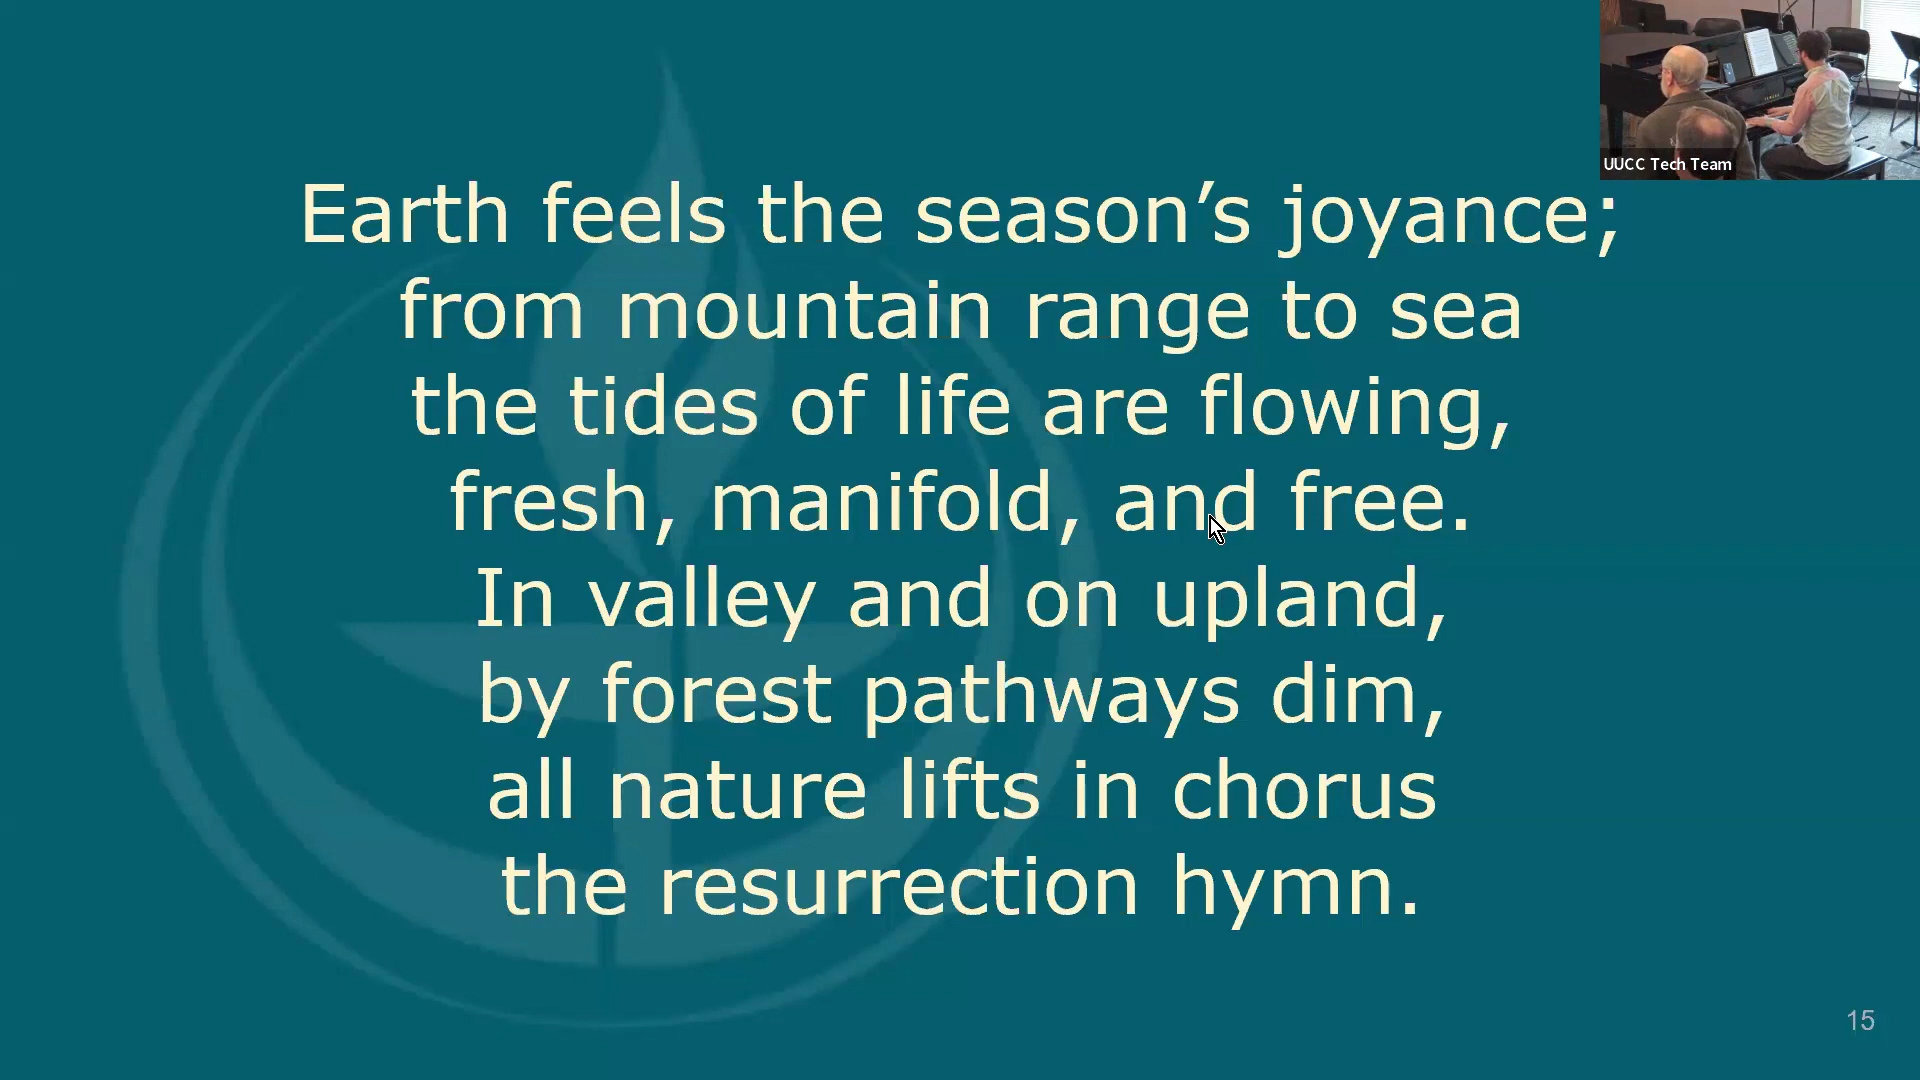 Earth feels the season’s joyance;
from mountain range to sea
the tides of life are flowing,
fresh, manifold, and free.
In valley and on upland,
by forest pathways dim,
all nature lifts in chorus
the resurrection hymn.
UUCC Tech Team
15